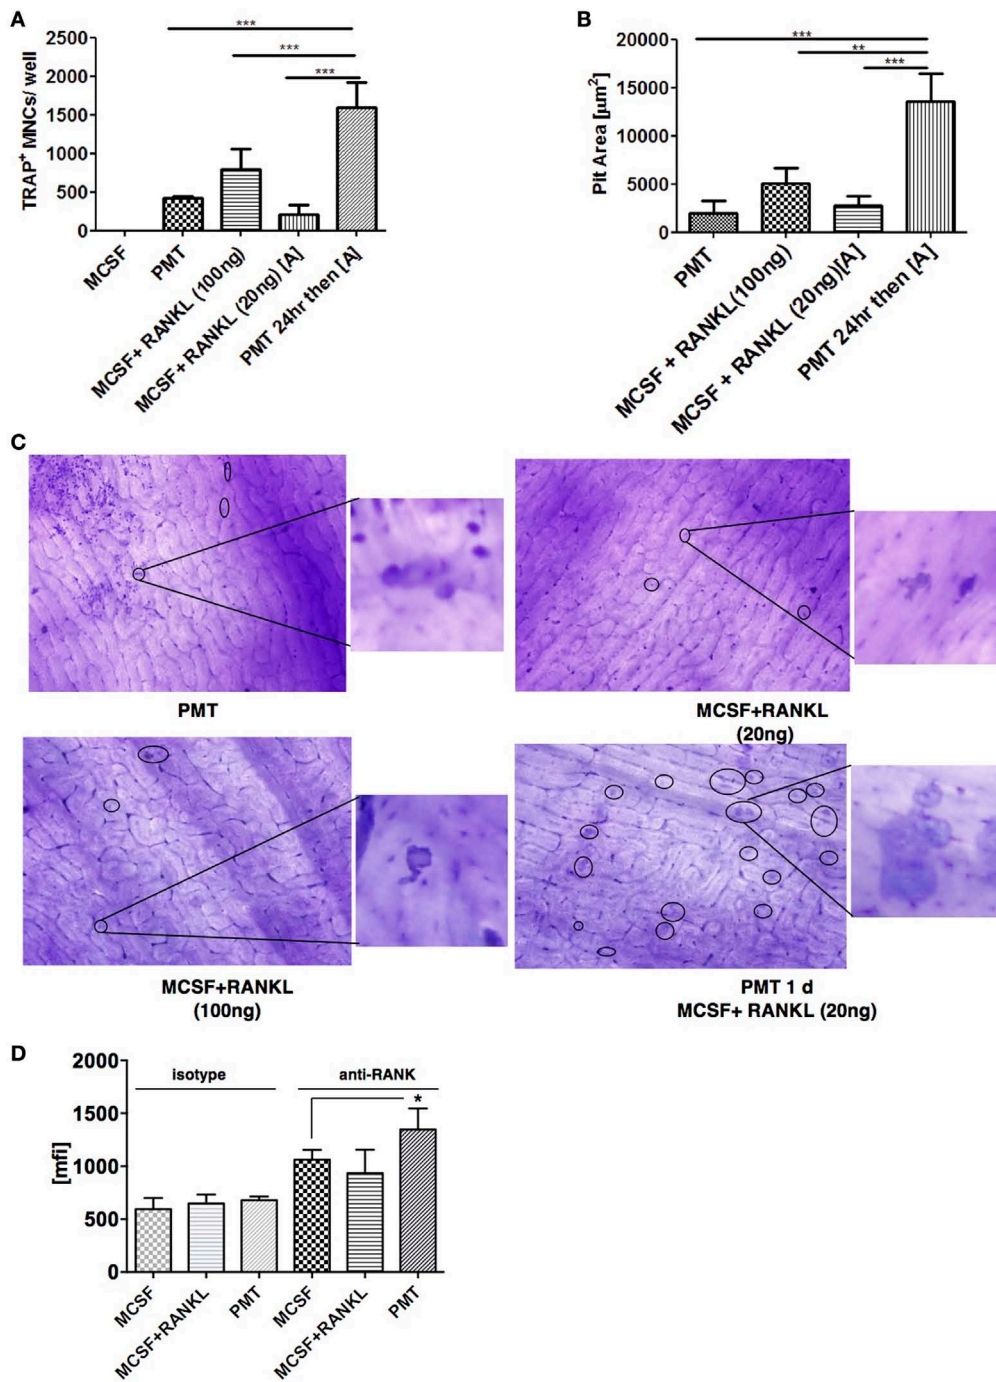 A
***
***
***
2500
2000
1500
1000
500
0
TRAP+ MNCs/ well
MCSF
PMT
MCSF+ RANKL (100ng)
MCSF+ RANKL (20ng) [A]
PMT 24hr then [A]
B
***
**
***
20000
15000
10000
5000
0
Pit Area [µm²]
PMT
MCSF + RANKL(100ng)
MCSF + RANKL (20ng)[A]
PMT 24hr then [A]
C
PMT
MCSF+RANKL
(20ng)
MCSF+RANKL
(100ng)
PMT 1 d
MCSF+ RANKL (20ng)
D
2000
1500
1000
500
0
[mfi]
isotype
anti-RANK
*
MCSF
MCSF+RANKL
PMT
MCSF
MCSF+RANKL
PMT